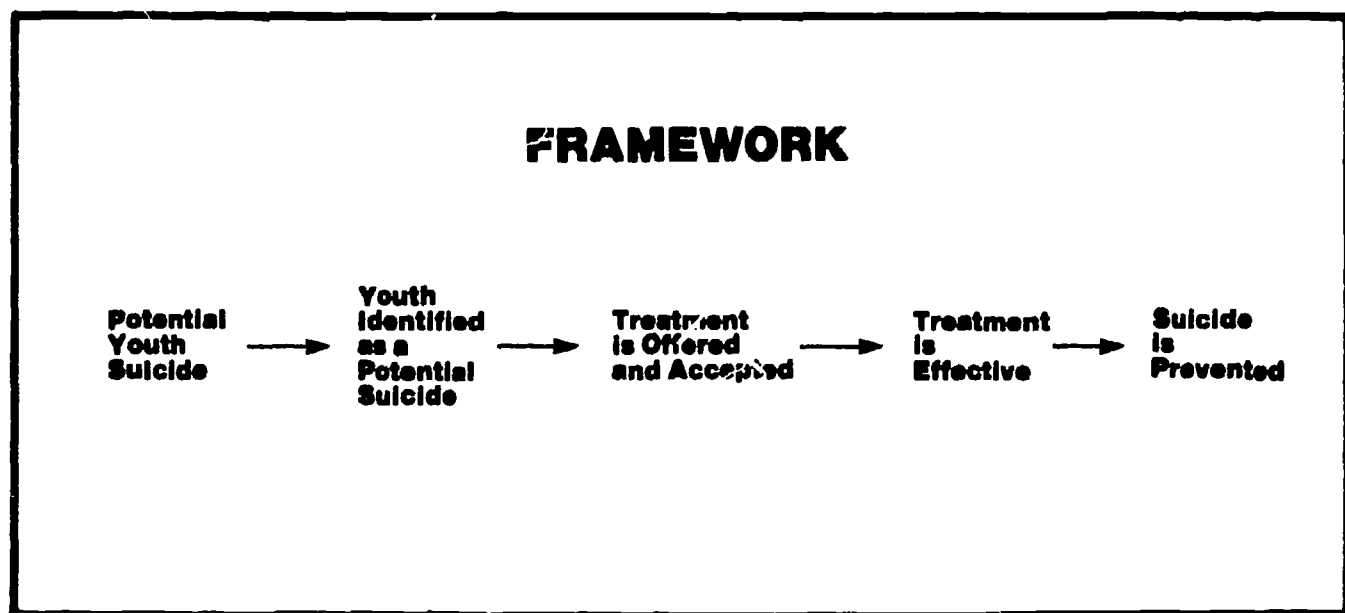 FRAMEWORK
Potential
Youth
Suicide
Youth
Identified
as a
Potential
Suicide
Treatment
is Offered
and Accepted
Treatment
is
Effective
Suicide
is
Prevented